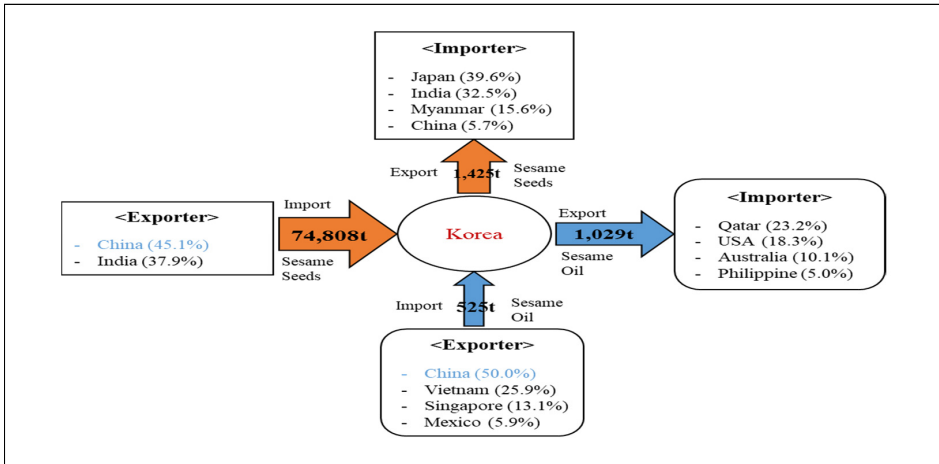 <Importer>
- Japan (39.6%)
- India (32.5%)
- Myanmar (15.6%)
- China (5.7%)
Export
1,425t
Sesame
Seeds
<Exporter>
- China (45.1%)
- India (37.9%)
Import
74,808t
Sesame
Seeds
Korea
Export
1,029t
Sesame
Oil
<Importer>
- Qatar (23.2%)
- USA (18.3%)
- Australia (10.1%)
- Philippine (5.0%)
Import
525t
Sesame
Oil
<Exporter>
- China (50.0%)
- Vietnam (25.9%)
- Singapore (13.1%)
- Mexico (5.9%)